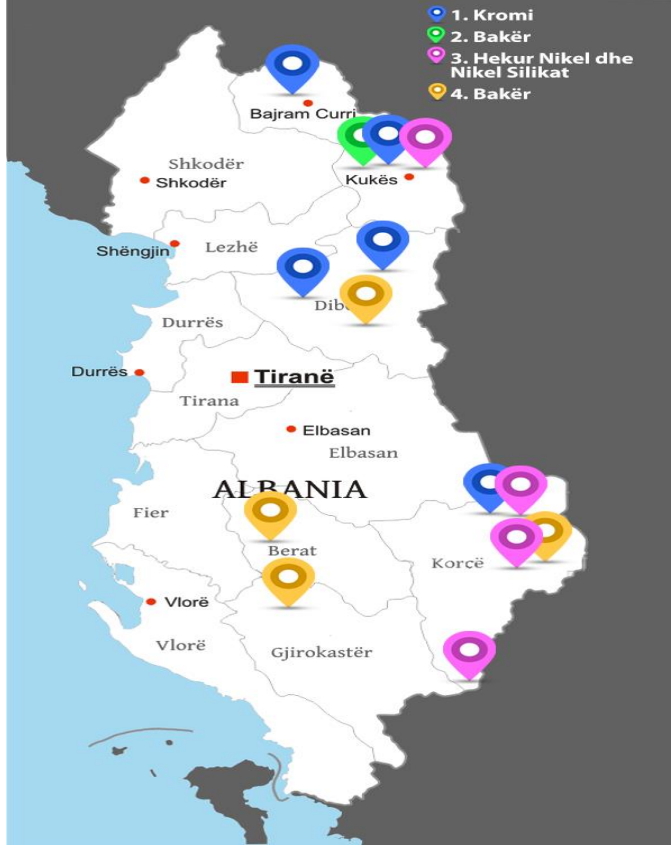 1. Kromi
2. Bakër
3. Hekur Nikel dhe
Nikel Silikat
4. Bakër
Bajram Curri
Shkodër
Shkodër
Kukës
Shëngjin
Lezhë
Durrës
Durrës
Tiranë
Tirana
Elbasan
Elbasan
ALBANIA
Fier
Berat
Korçë
Vlorë
Vlorë
Gjirokastër